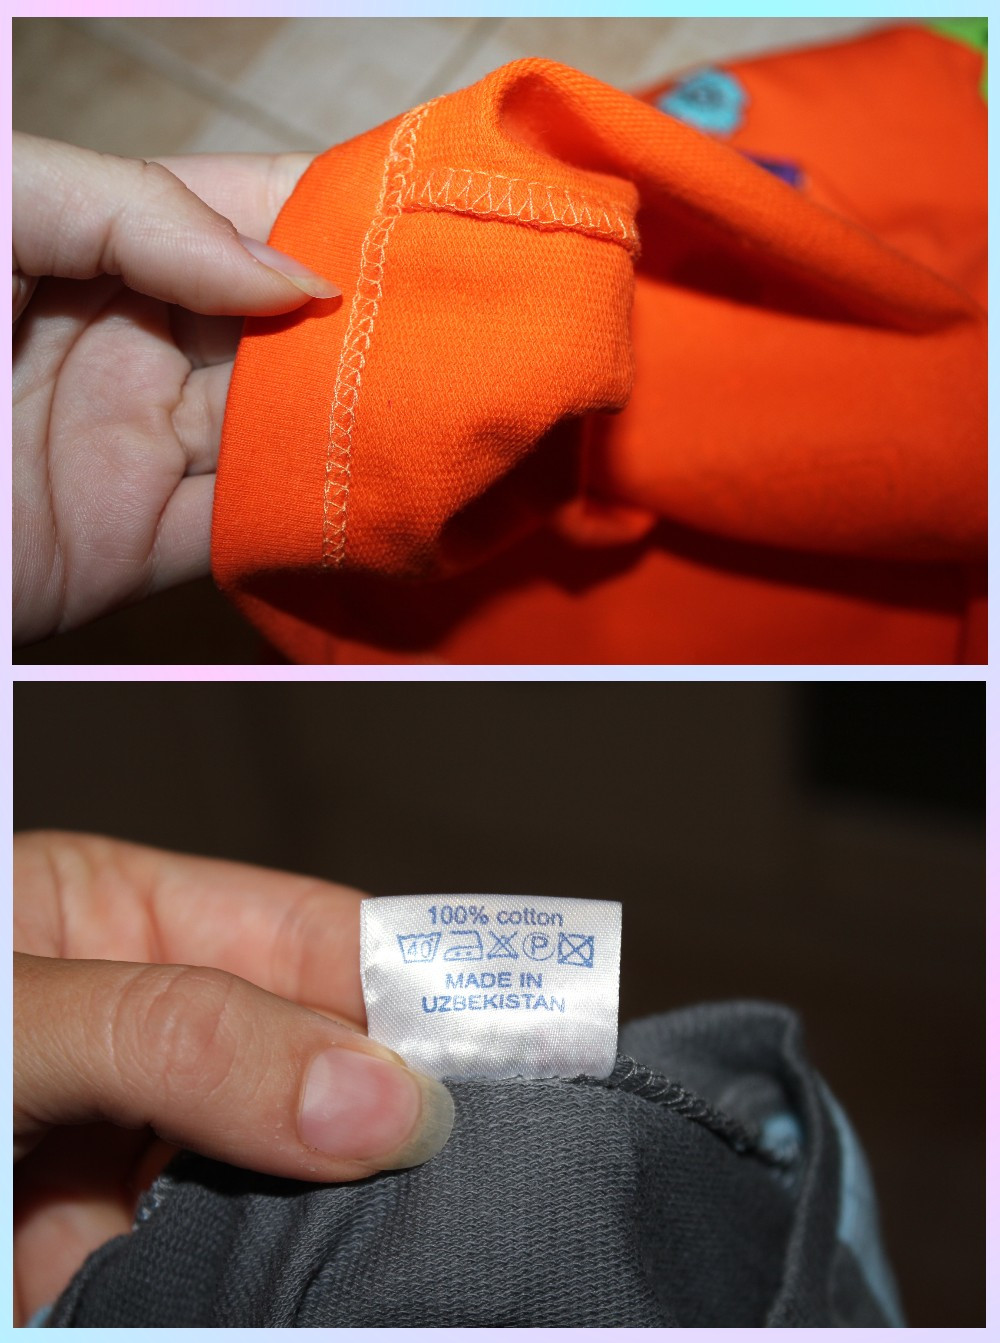 100% cotton
40 P
MADE IN
UZBEKISTAN